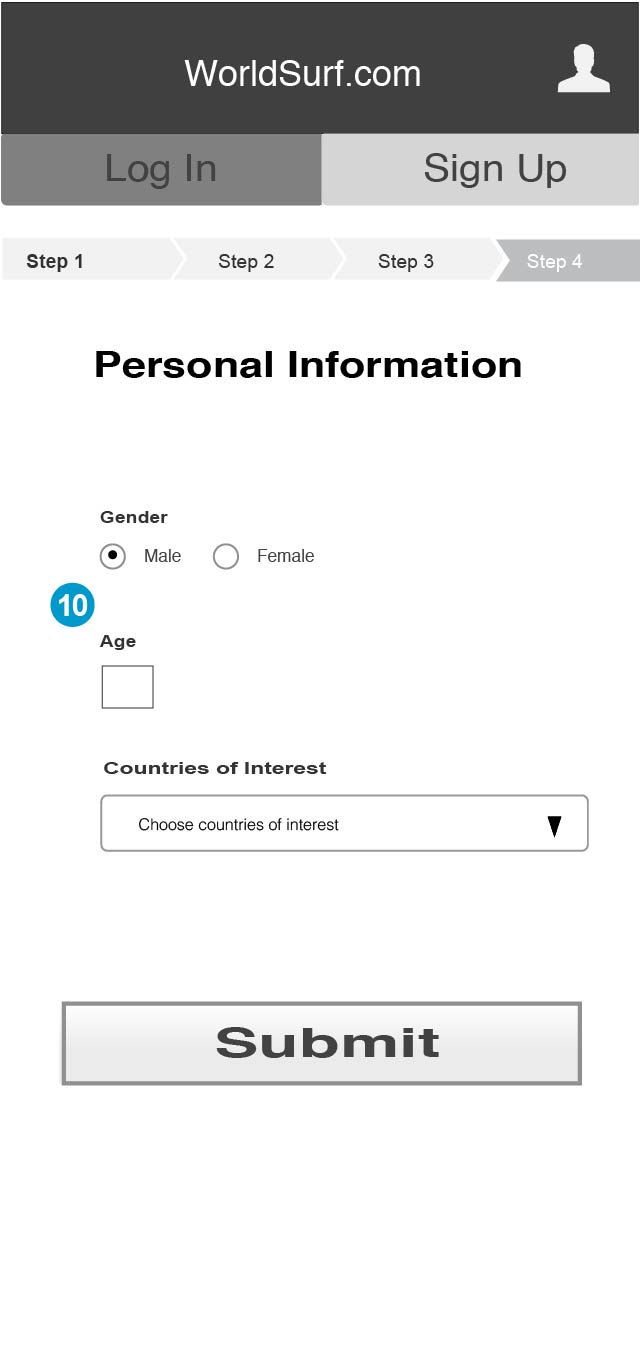 WorldSurf.com
Log In Sign Up
Step 1 Step 2 Step 3 Step 4
Personal Information
Gender
Male Female
10
Age
Countries of Interest
Choose countries of interest
Submit